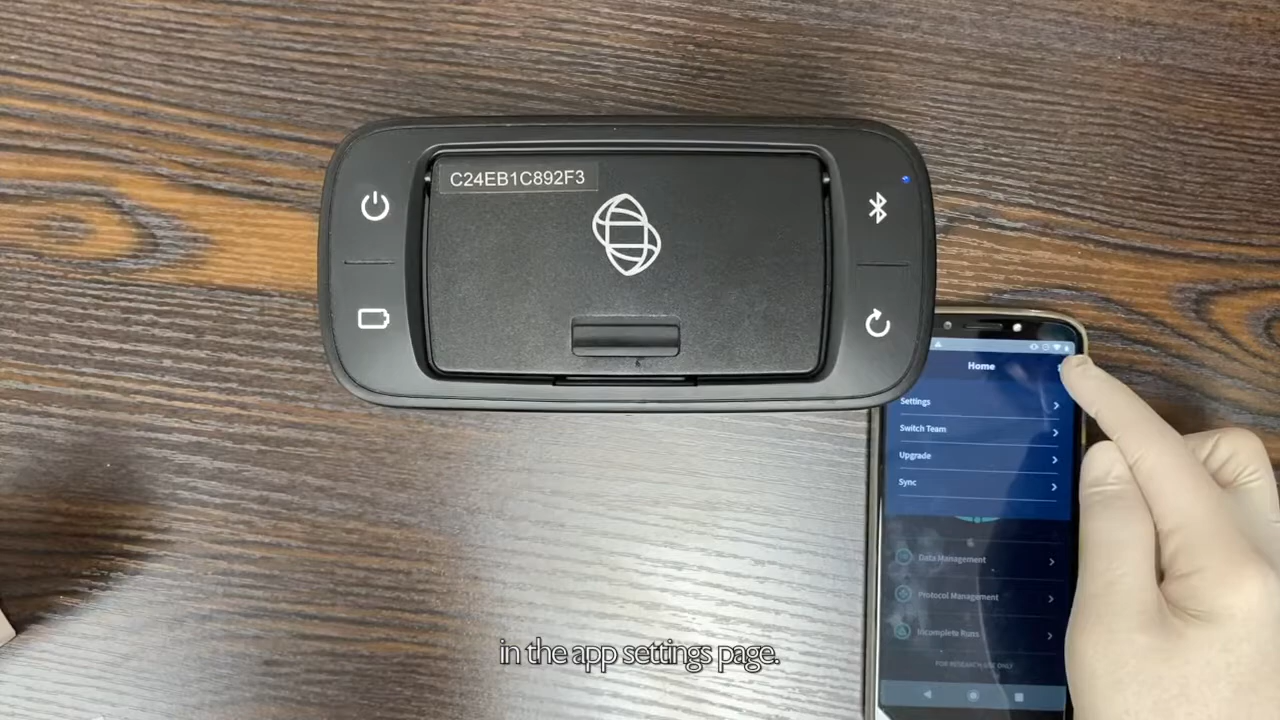 C24EB1C892F3
Home
Settings
Switch Team
Upgrade
Sync
Data Management
Protocol Management
Incomplete Runs
FOR RESEARCH USE ONLY
in the app settings page.